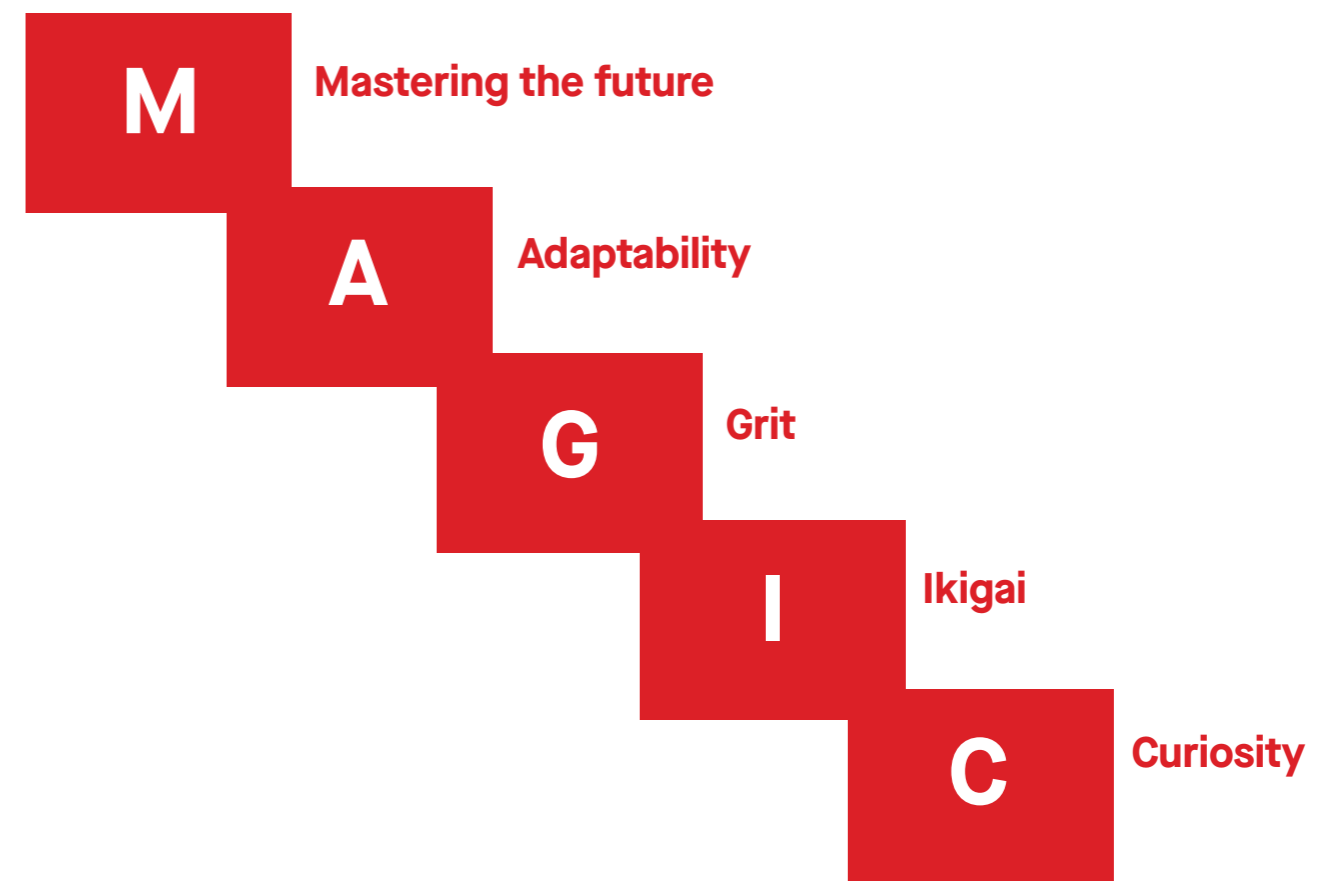 M
Mastering the future
A
Adaptability
G
Grit
I
Ikigai
C
Curiosity